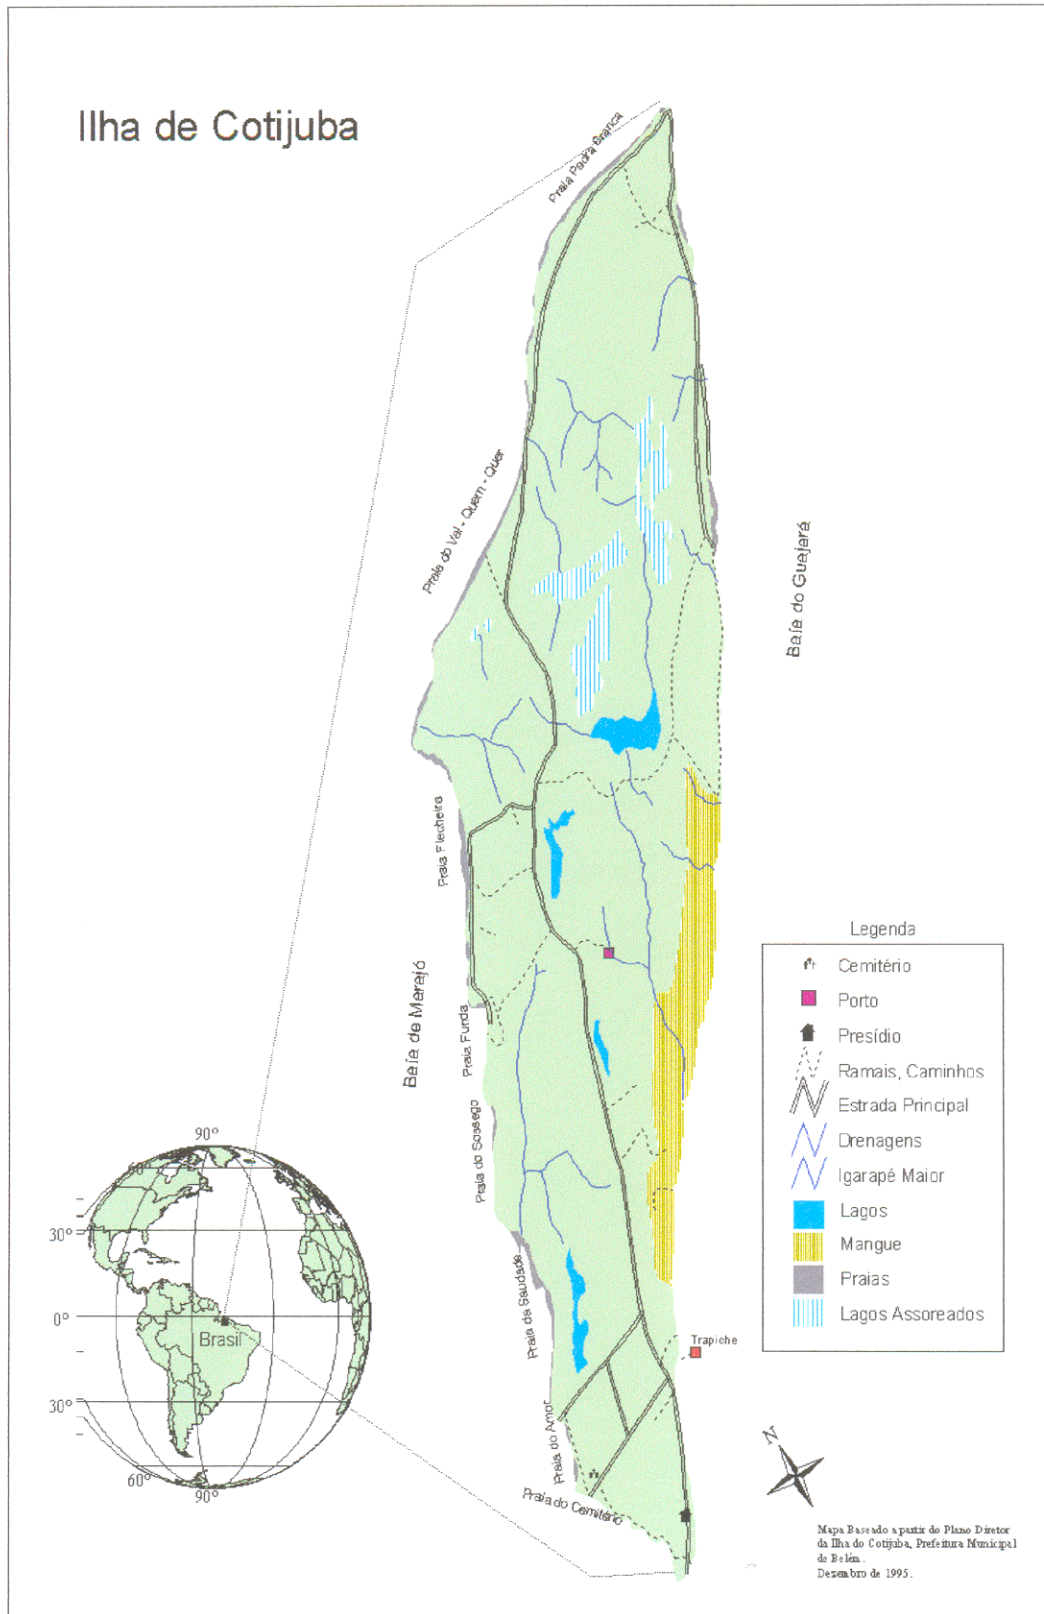 Ilha de Cotijuba
Praia Pedra Branca
Praia do Val - Quem - Quer
Baía do Guajará
Praia Flecheira
Baía de Marajó
Praia Funda
Praia do Sossego
Praia da Saudade
Praia do Amor
Praia do Cemitério
Trapiche
Legenda
Cemitério
Porto
Presídio
Ramais, Caminhos
Estrada Principal
Drenagens
Igarapé Maior
Lagos
Mangue
Praias
Lagos Assoreados
90°
60°
30°
0°
Brasil
30°
60°
90°
N
Mapa Baseado a partir do Plano Diretor
da Ilha do Cotijuba, Prefeitura Municipal
de Belém.
Dezembro de 1995.